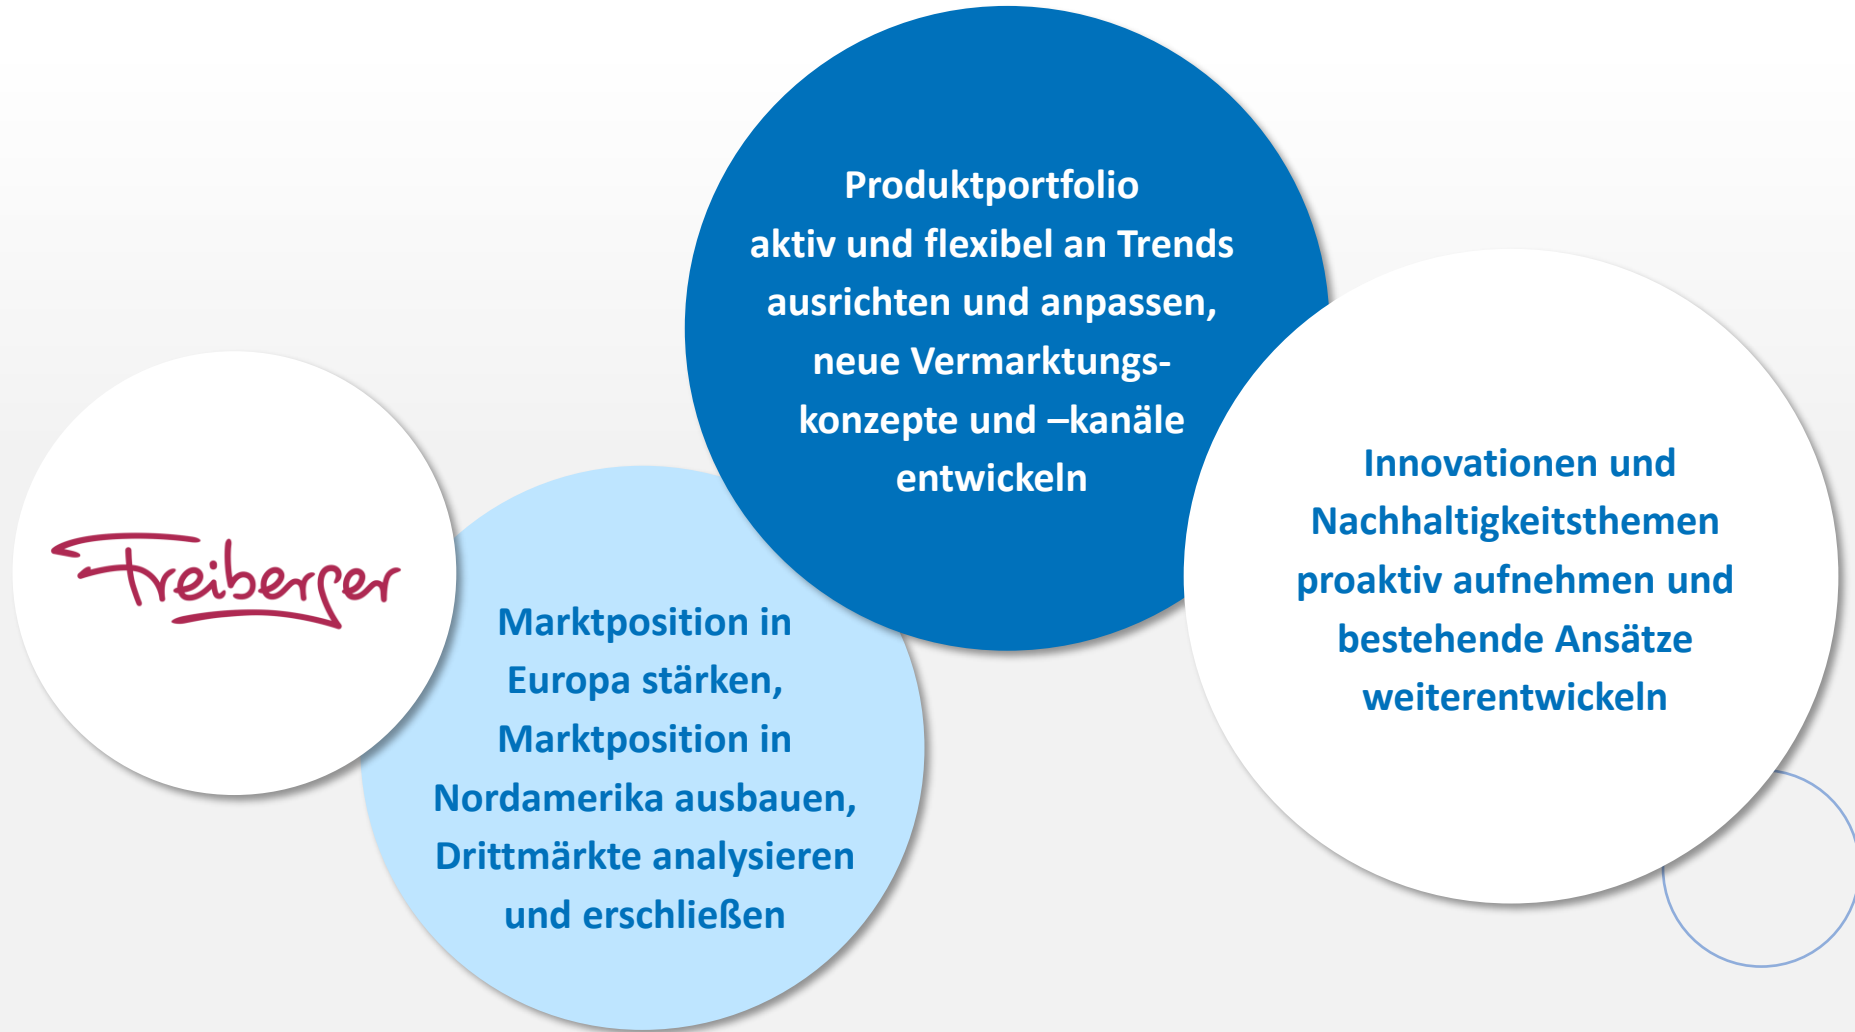 Freiberger
Marktposition in
Europa stärken,
Marktposition in
Nordamerika ausbauen,
Drittmärkte analysieren
und erschließen
Produktportfolio
aktiv und flexibel an Trends
ausrichten und anpassen,
neue Vermarktungs-
konzepte und –kanäle
entwickeln
Innovationen und
Nachhaltigkeitsthemen
proaktiv aufnehmen und
bestehende Ansätze
weiterentwickeln